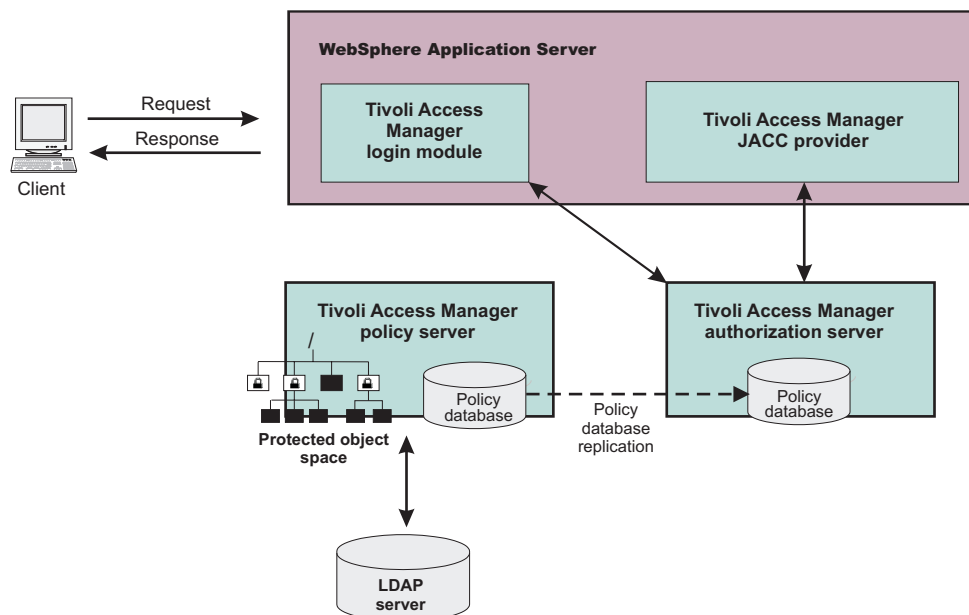 WebSphere Application Server
Request
Response
Client
Tivoli Access
Manager
login module
Tivoli Access Manager
JACC provider
Tivoli Access Manager
policy server
/
Policy
database
Protected object
space
Policy
database
replication
Tivoli Access Manager
authorization server
Policy
database
LDAP
server